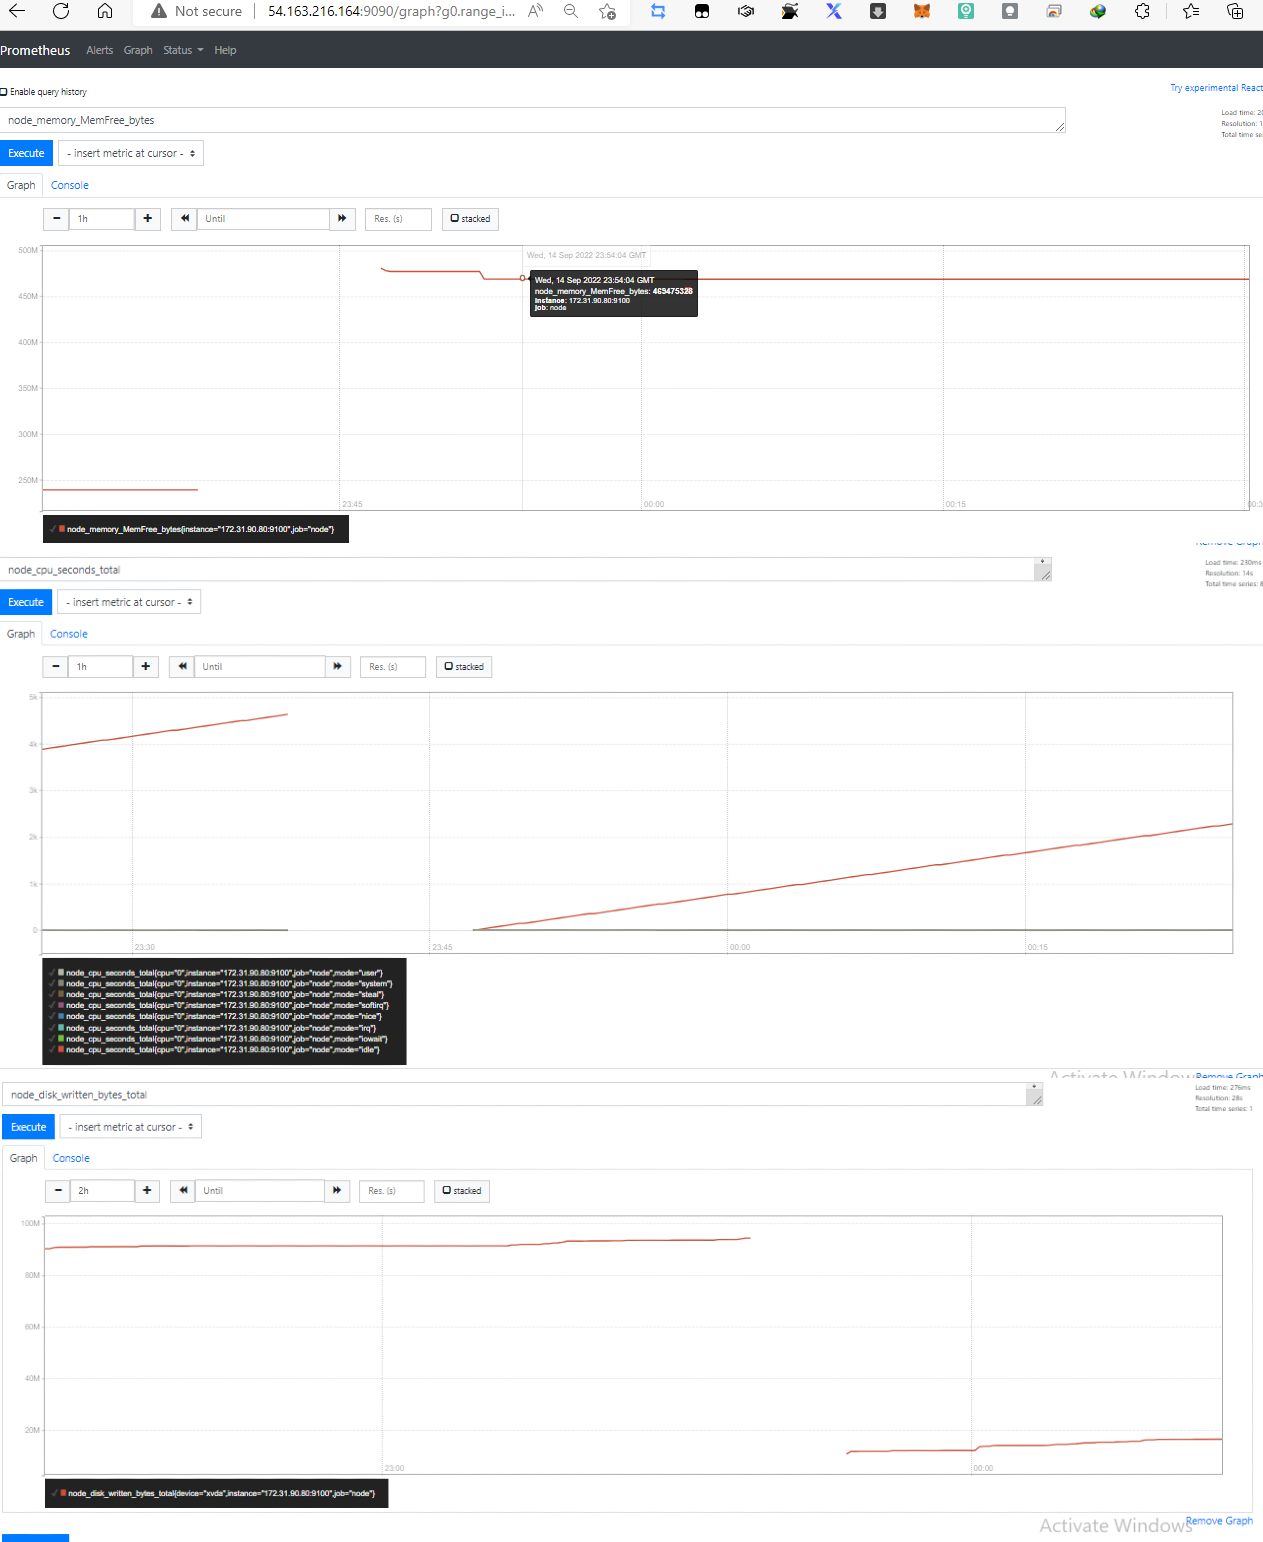 Not secure 54.163.216.164:9090/graph?g0.range_i...
Prometheus Alerts Graph Status Help
Enable query history
Try experimental React
node_memory_MemFree_bytes
Load time: 20
Resolution: 1
Total time se
Execute - insert metric at cursor -
Graph Console
1h Until Res. (s) stacked
500M
450M
400M
350M
300M
250M
Wed, 14 Sep 2022 23:54:04 GMT
Wed, 14 Sep 2022 23:54:04 GMT
node_memory_MemFree_bytes: 469475328
instance: 172.31.90.80:9100
job: node
23:45 00:00 00:15 00:3
node_memory_MemFree_bytes{instance="172.31.90.80:9100",job="node"}
Remove Graph
node_cpu_seconds_total
Load time: 230ms
Resolution: 14s
Total time series: 8
Execute - insert metric at cursor -
Graph Console
1h Until Res. (s) stacked
5k
4k
3k
2k
1k
0
23:30 23:45 00:00 00:15
node_cpu_seconds_total{cpu="0",instance="172.31.90.80:9100",job="node",mode="user"}
node_cpu_seconds_total{cpu="0",instance="172.31.90.80:9100",job="node",mode="system"}
node_cpu_seconds_total{cpu="0",instance="172.31.90.80:9100",job="node",mode="steal"}
node_cpu_seconds_total{cpu="0",instance="172.31.90.80:9100",job="node",mode="softirq"}
node_cpu_seconds_total{cpu="0",instance="172.31.90.80:9100",job="node",mode="nice"}
node_cpu_seconds_total{cpu="0",instance="172.31.90.80:9100",job="node",mode="irq"}
node_cpu_seconds_total{cpu="0",instance="172.31.90.80:9100",job="node",mode="iowait"}
node_cpu_seconds_total{cpu="0",instance="172.31.90.80:9100",job="node",mode="idle"}
Activate Windows Remove Graph
node_disk_written_bytes_total
Load time: 276ms
Resolution: 28s
Total time series: 1
Execute - insert metric at cursor -
Graph Console
2h Until Res. (s) stacked
100M
80M
60M
40M
20M
23:00 00:00
node_disk_written_bytes_total{device="xvda",instance="172.31.90.80:9100",job="node"}
Activate Windows Remove Graph